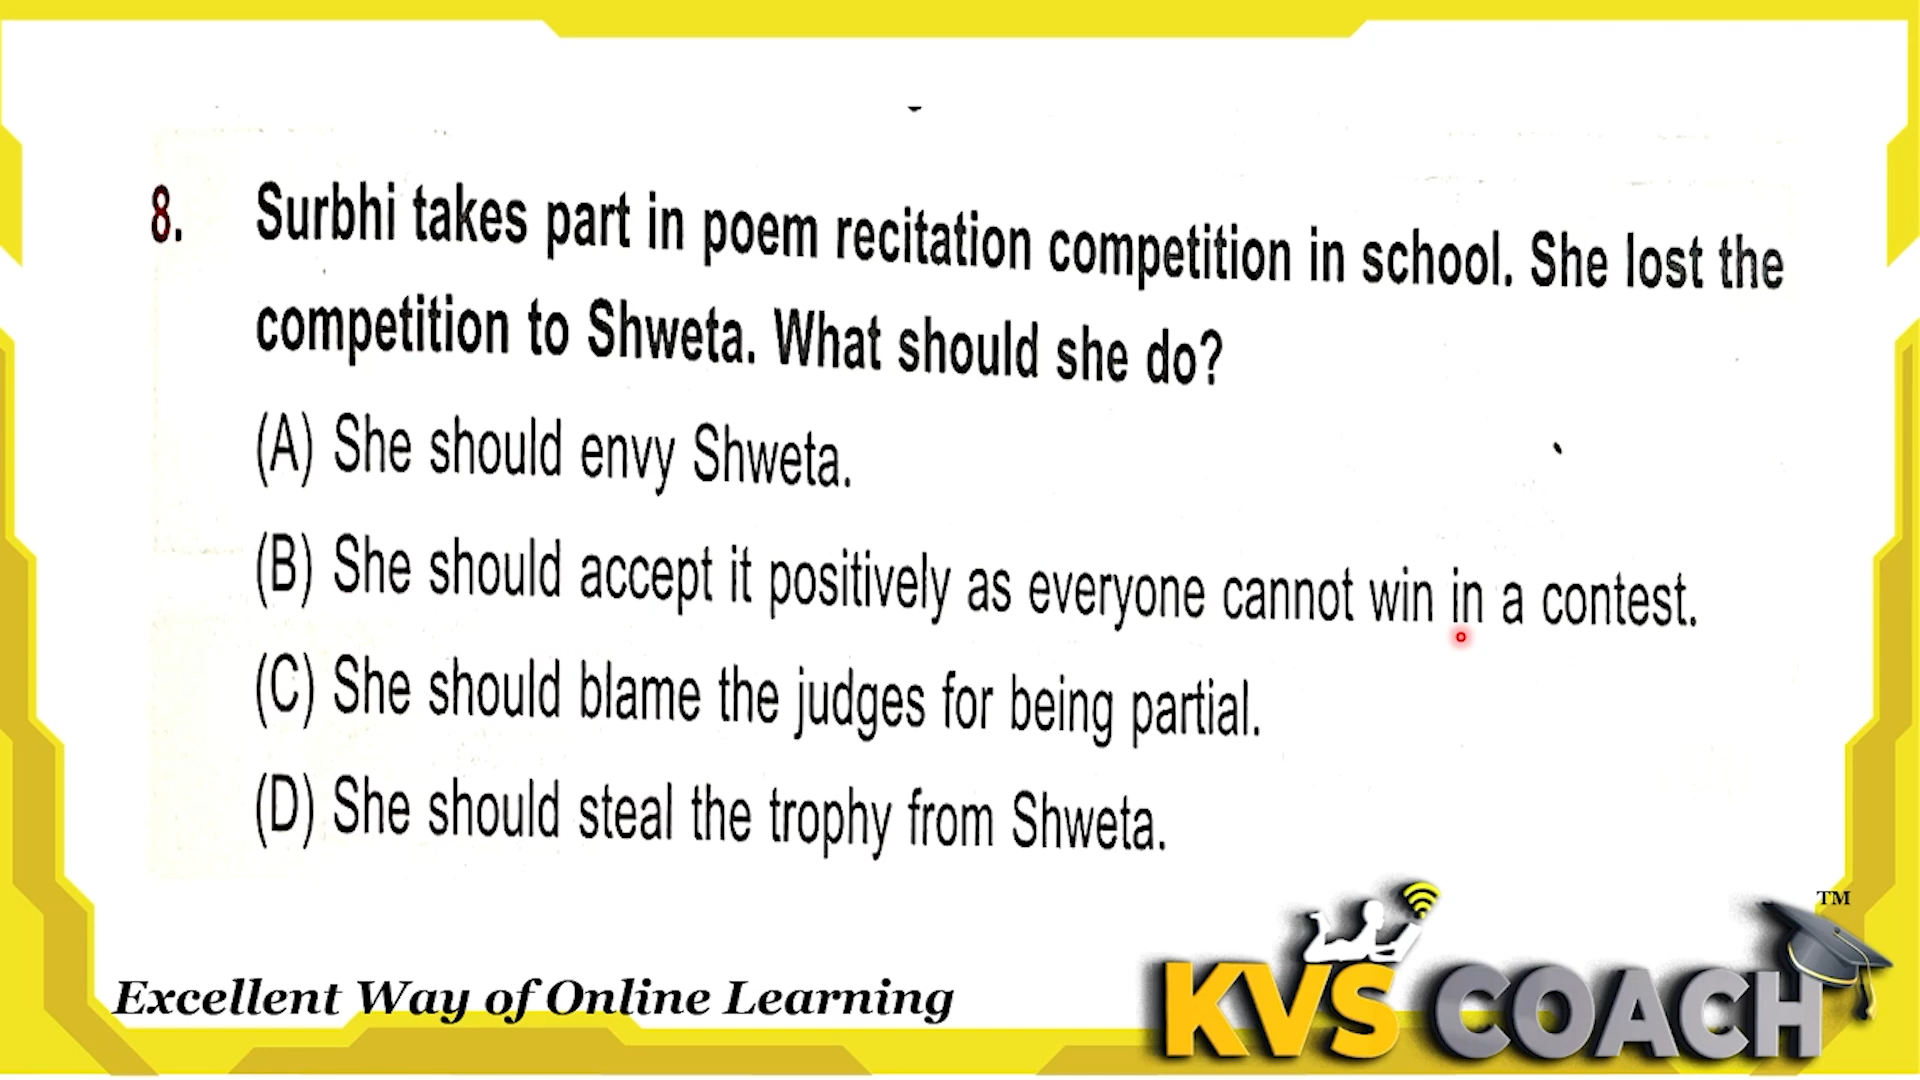 8. Surbhi takes part in poem recitation competition in school. She lost the
competition to Shweta. What should she do?
(A) She should envy Shweta.
(B) She should accept it positively as everyone cannot win in a contest.
(C) She should blame the judges for being partial.
(D) She should steal the trophy from Shweta.
Excellent Way of Online Learning
KVS COACH TM